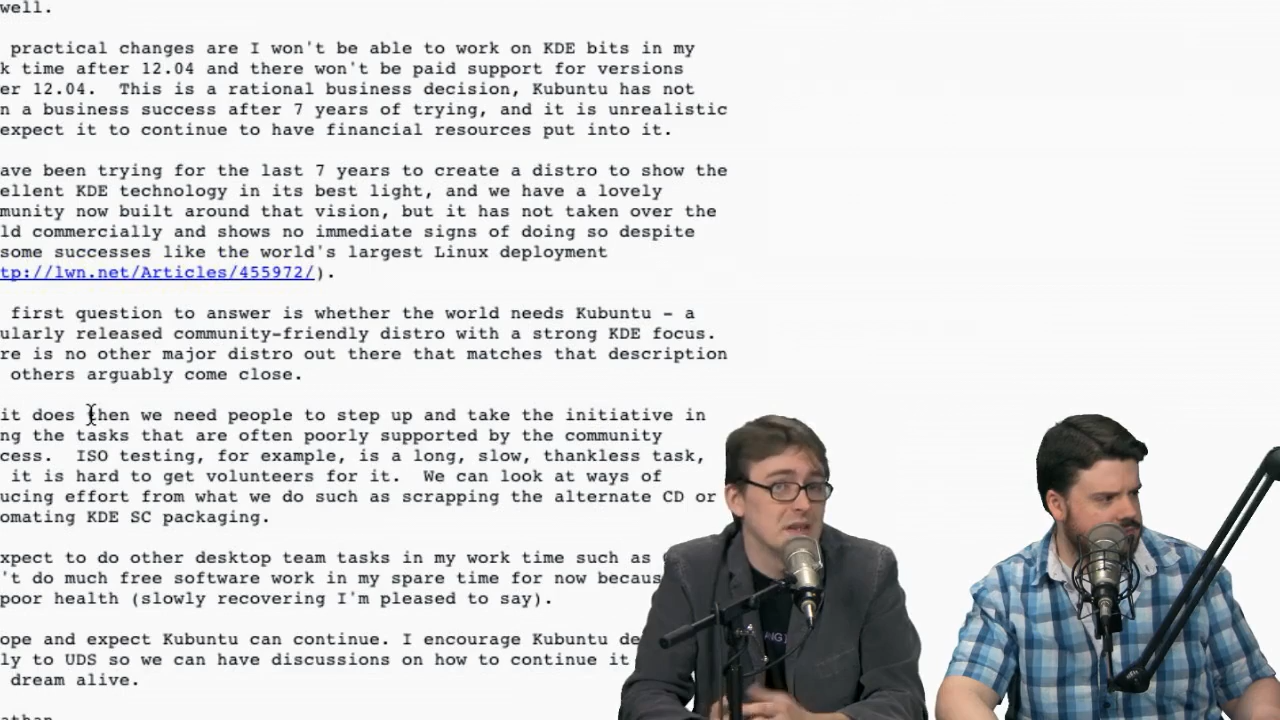 well.
practical changes are I won't be able to work on KDE bits in my
k time after 12.04 and there won't be paid support for versions
er 12.04.  This is a rational business decision, Kubuntu has not
n a business success after 7 years of trying, and it is unrealistic
expect it to continue to have financial resources put into it.
ave been trying for the last 7 years to create a distro to show the
ellent KDE technology in its best light, and we have a lovely
munity now built around that vision, but it has not taken over the
ld commercially and shows no immediate signs of doing so despite
some successes like the world's largest Linux deployment
tp://lwn.net/Articles/455972/).
first question to answer is whether the world needs Kubuntu - a
ularly released community-friendly distro with a strong KDE focus.
re is no other major distro out there that matches that description
others arguably come close.
it does then we need people to step up and take the initiative in
ng the tasks that are often poorly supported by the community
cess.  ISO testing, for example, is a long, slow, thankless task,
it is hard to get volunteers for it.  We can look at ways of
ucing effort from what we do such as scrapping the alternate CD or
omating KDE SC packaging.
xpect to do other desktop team tasks in my work time such as
't do much free software work in my spare time for now becaus
poor health (slowly recovering I'm pleased to say).
ope and expect Kubuntu can continue. I encourage Kubuntu de
ly to UDS so we can have discussions on how to continue it
dream alive.
athan